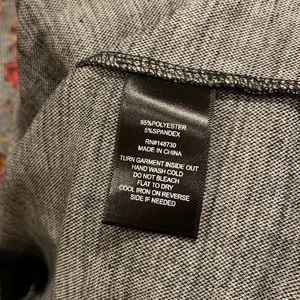 95%POLYESTER
5%SPANDEX
RN#148730
MADE IN CHINA
TURN GARMENT INSIDE OUT
HAND WASH COLD
DO NOT BLEACH
FLAT TO DRY
COOL IRON ON REVERSE
SIDE IF NEEDED